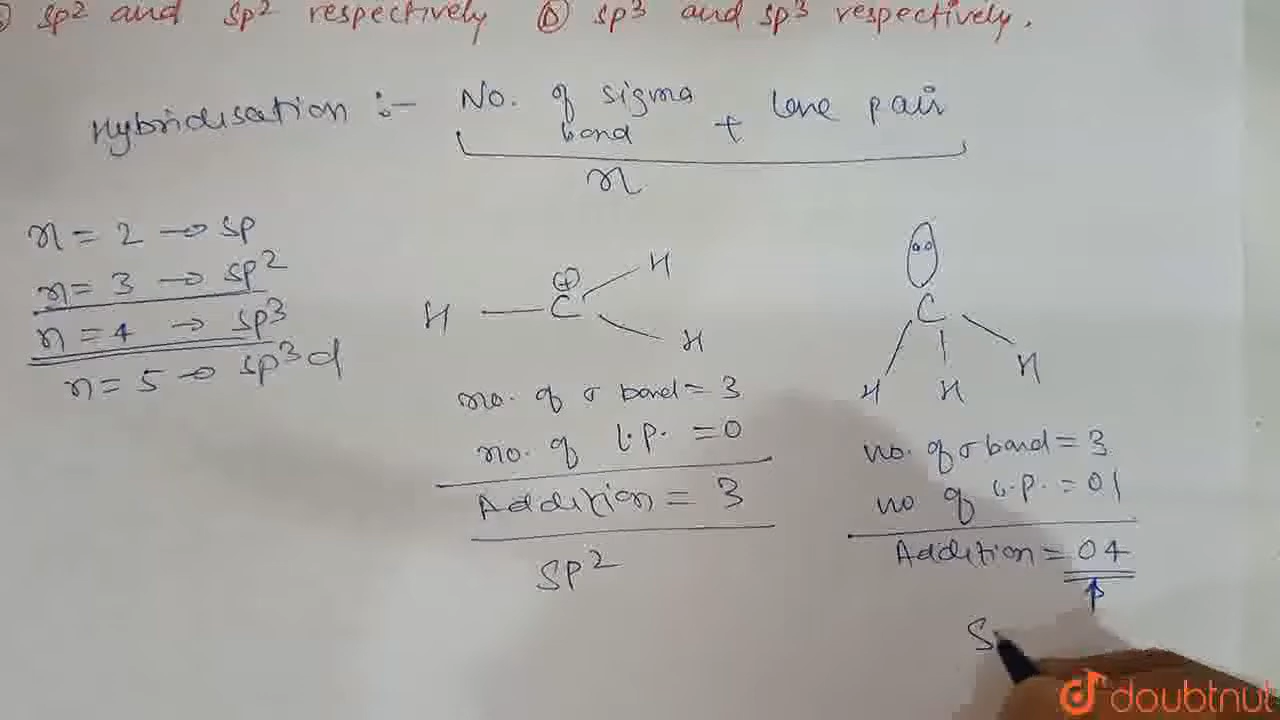 sp2 and sp2 respectively (D) sp3 and sp3 respectively.
Hybridisation :- No. of sigma bond + lone pair
n
n = 2 → sp
n = 3 → sp2
n = 4 → sp3
n = 5 → sp3d
H C + H H
no. of σ bond = 3
no. of l.p. = 0
Addition = 3
sp2
C H H H
no. of σ bond = 3
no of l.p. = 01
Addition = 04
S
doubtnut